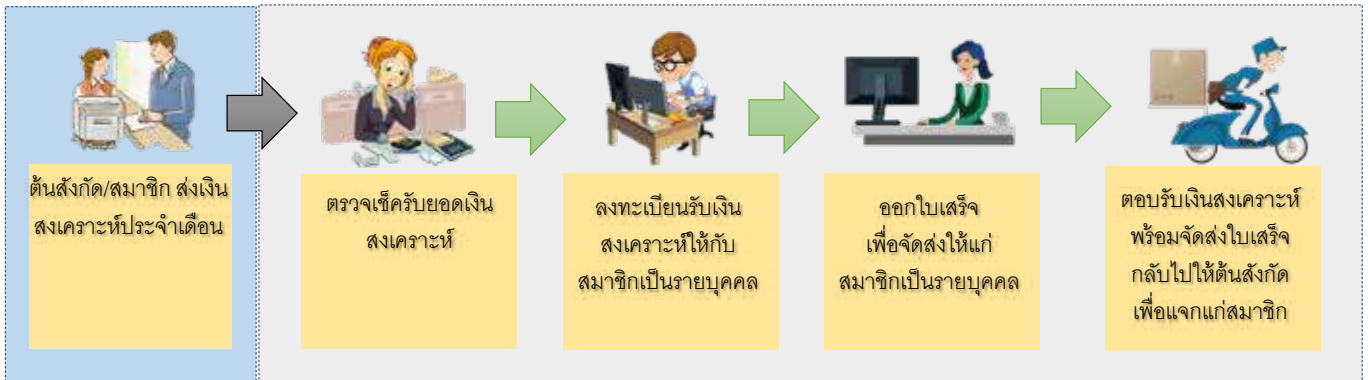 ต้นสังกัด/สมาชิก ส่งเงิน
สงเคราะห์ประจำเดือน
ตรวจเช็ครับยอดเงิน
สงเคราะห์
ลงทะเบียนรับเงิน
สงเคราะห์ให้กับ
สมาชิกเป็นรายบุคคล
ออกใบเสร็จ
เพื่อจัดส่งให้แก่
สมาชิกเป็นรายบุคคล
ตอบรับเงินสงเคราะห์
พร้อมจัดส่งใบเสร็จ
กลับไปให้ต้นสังกัด
เพื่อแจกแก่สมาชิก